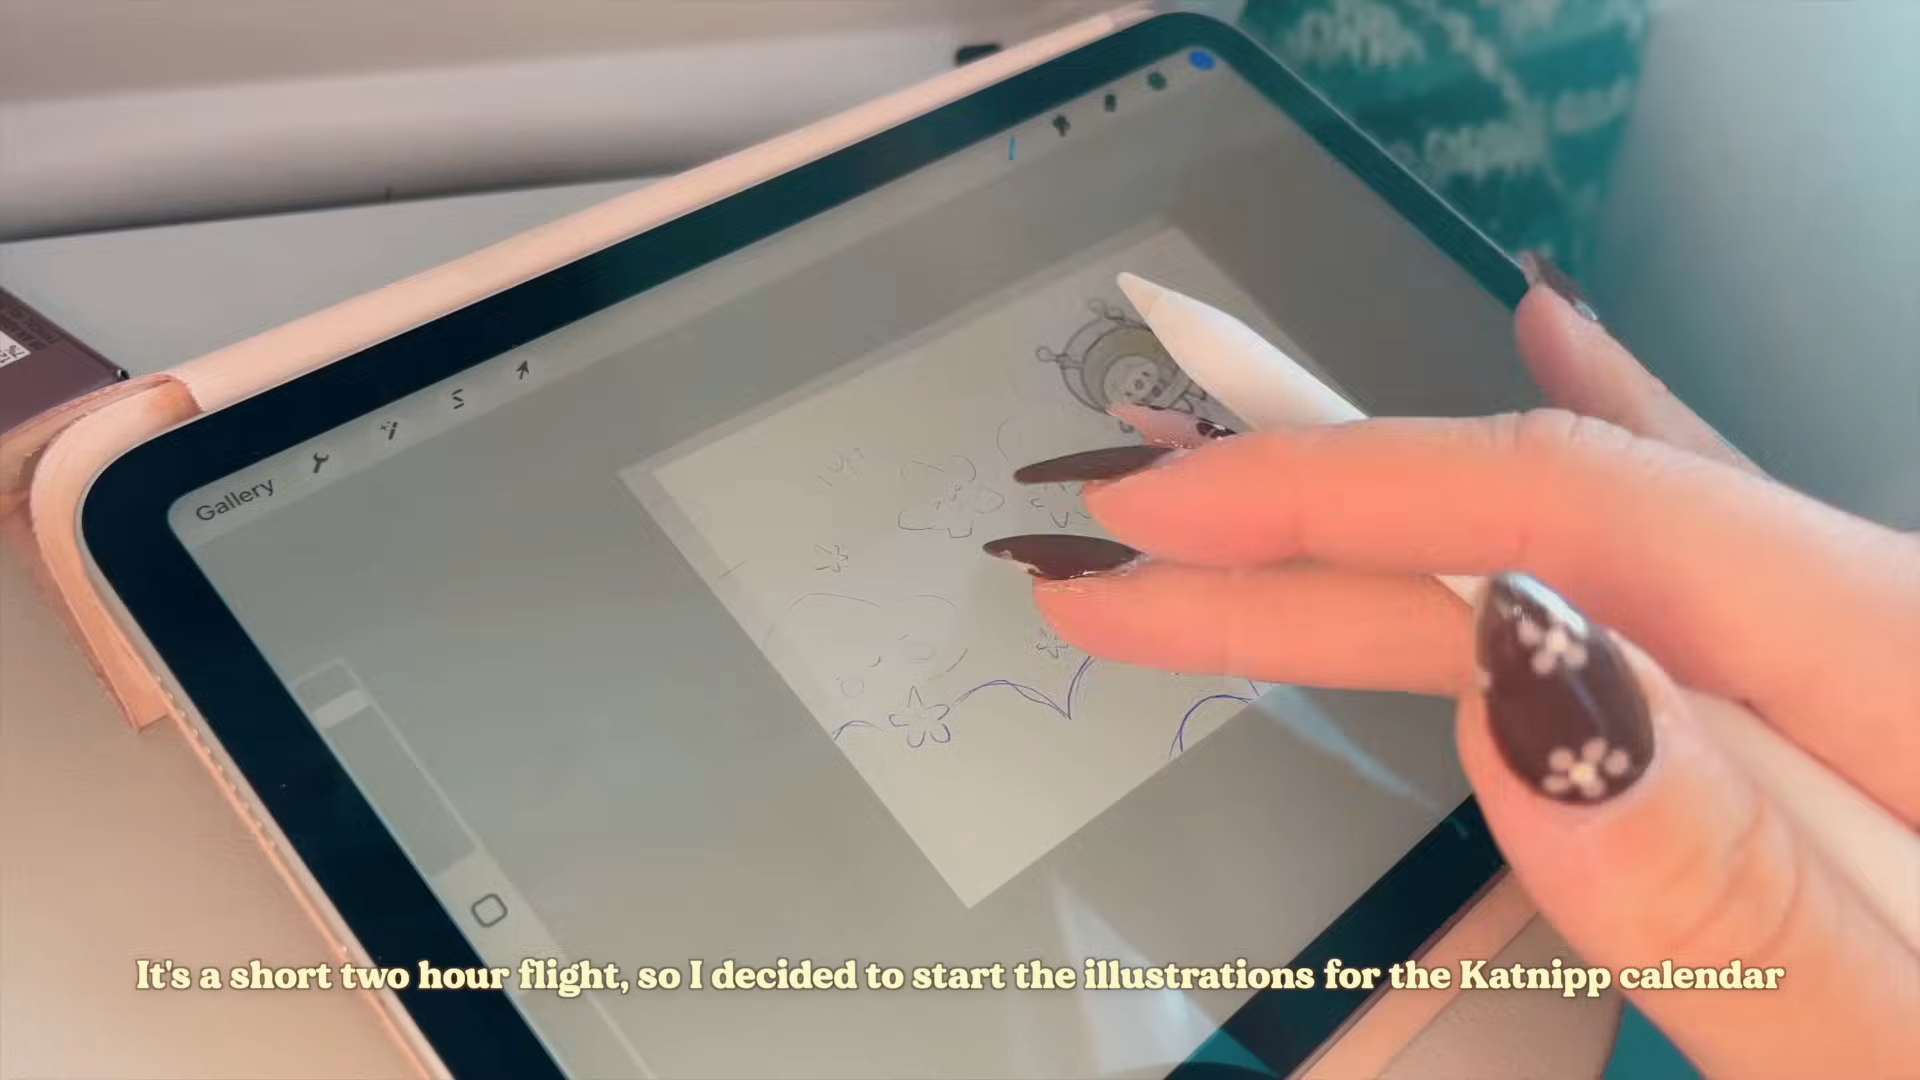 Gallery
It's a short two hour flight, so I decided to start the illustrations for the Katnipp calendar